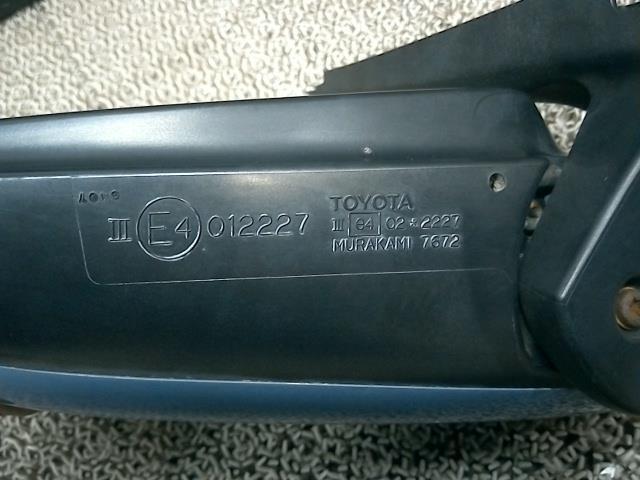 III E4 012227
TOYOTA
III e4 02*2227
MURAKAMI 7672